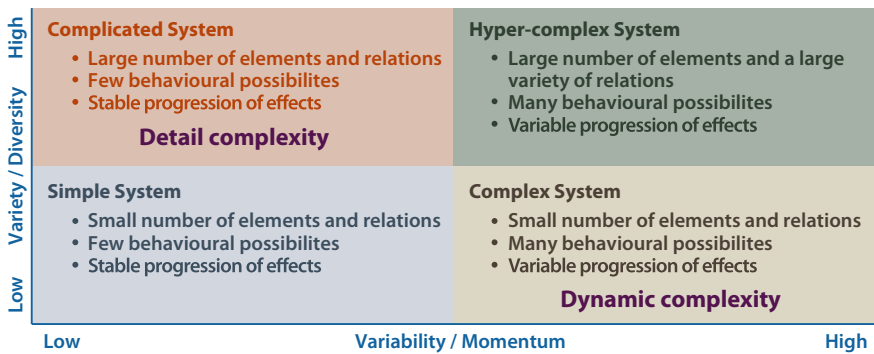 High
Variety / Diversity
Low
Complicated System
• Large number of elements and relations
• Few behavioural possibilites
• Stable progression of effects
Detail complexity
Hyper-complex System
• Large number of elements and a large
variety of relations
• Many behavioural possibilites
• Variable progression of effects
Simple System
• Small number of elements and relations
• Few behavioural possibilites
• Stable progression of effects
Complex System
• Small number of elements and relations
• Many behavioural possibilites
• Variable progression of effects
Dynamic complexity
Low
Variability / Momentum
High